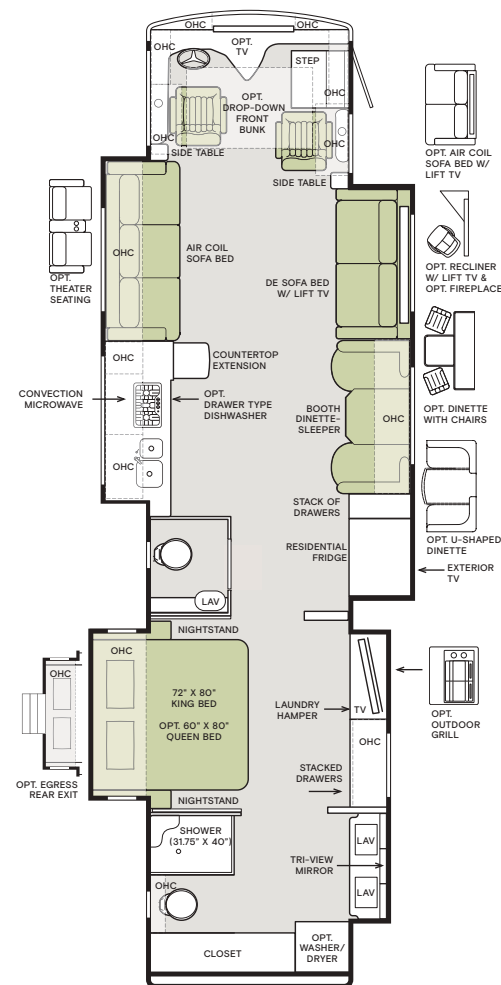 OHC
OHC
OPT.
TV
OHC
STEP
OHC
OPT.
DROP-DOWN
FRONT
BUNK
OHC
OHC
SIDE TABLE
SIDE TABLE
OPT. AIR COIL
SOFA BED W/
LIFT TV
OPT.
THEATER
SEATING
OHC
AIR COIL
SOFA BED
DE SOFA BED
W/ LIFT TV
OPT. RECLINER
W/ LIFT TV &
OPT. FIREPLACE
OHC
COUNTERTOP
EXTENSION
CONVECTION
MICROWAVE
OPT.
DRAWER TYPE
DISHWASHER
BOOTH
DINETTE-
SLEEPER
OHC
OPT. DINETTE
WITH CHAIRS
OHC
STACK OF
DRAWERS
RESIDENTIAL
FRIDGE
OPT. U-SHAPED
DINETTE
EXTERIOR
TV
LAV
NIGHTSTAND
OHC
OHC
72" X 80"
KING BED
OPT. 60" X 80"
QUEEN BED
LAUNDRY
HAMPER
TV
OPT.
OUTDOOR
GRILL
OHC
STACKED
DRAWERS
OPT. EGRESS
REAR EXIT
NIGHTSTAND
SHOWER
(31.75" X 40")
LAV
TRI-VIEW
MIRROR
LAV
OHC
CLOSET
OPT.
WASHER/
DRYER